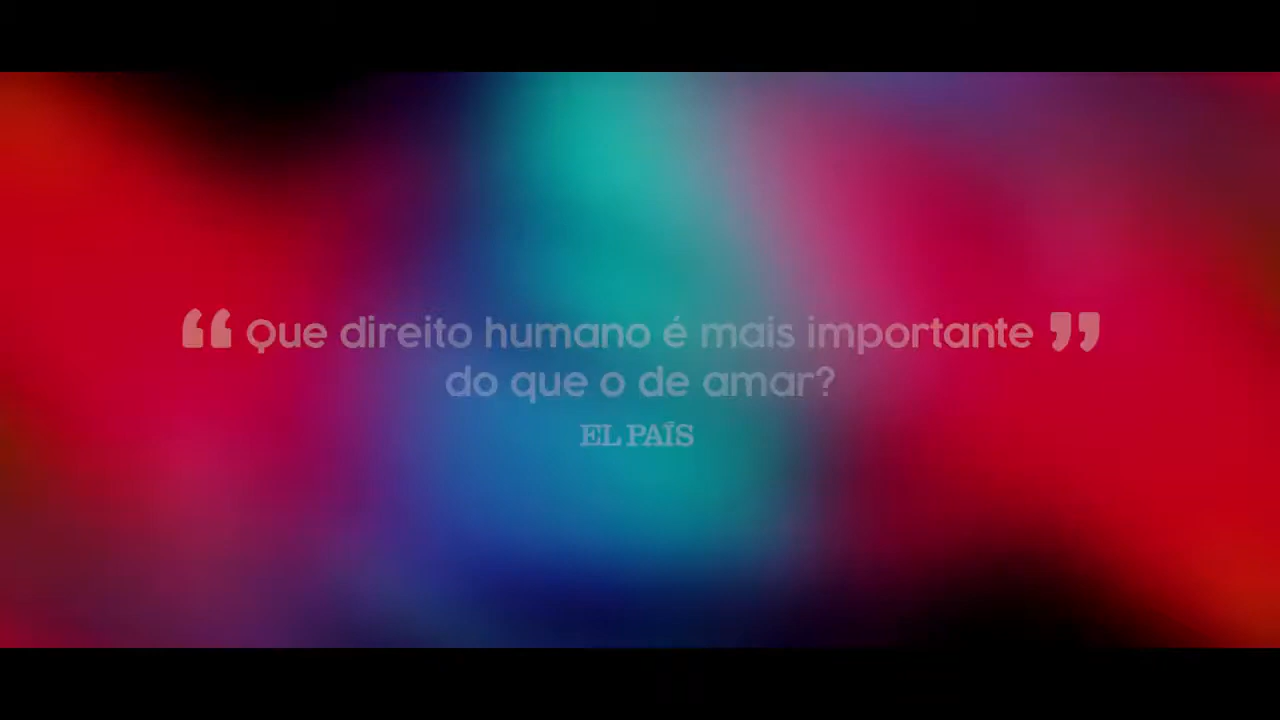 “ Que direito humano é mais importante ”
do que o de amar?
EL PAÍS